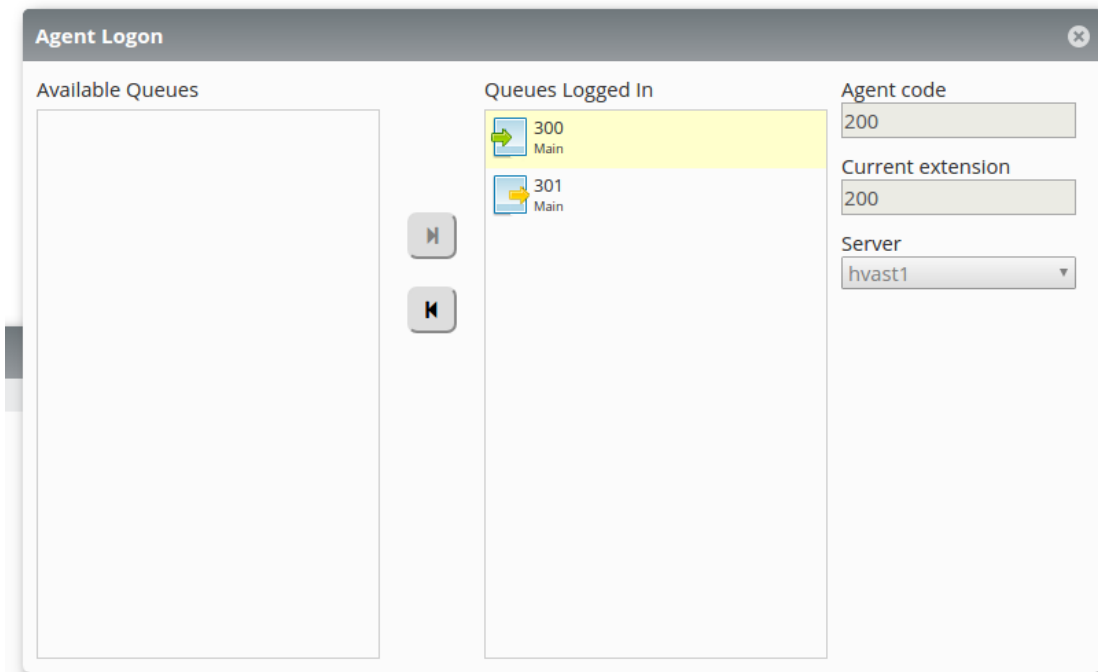 Agent Logon
Available Queues
Queues Logged In
300
Main
301
Main
Agent code
200
Current extension
200
Server
hvast1